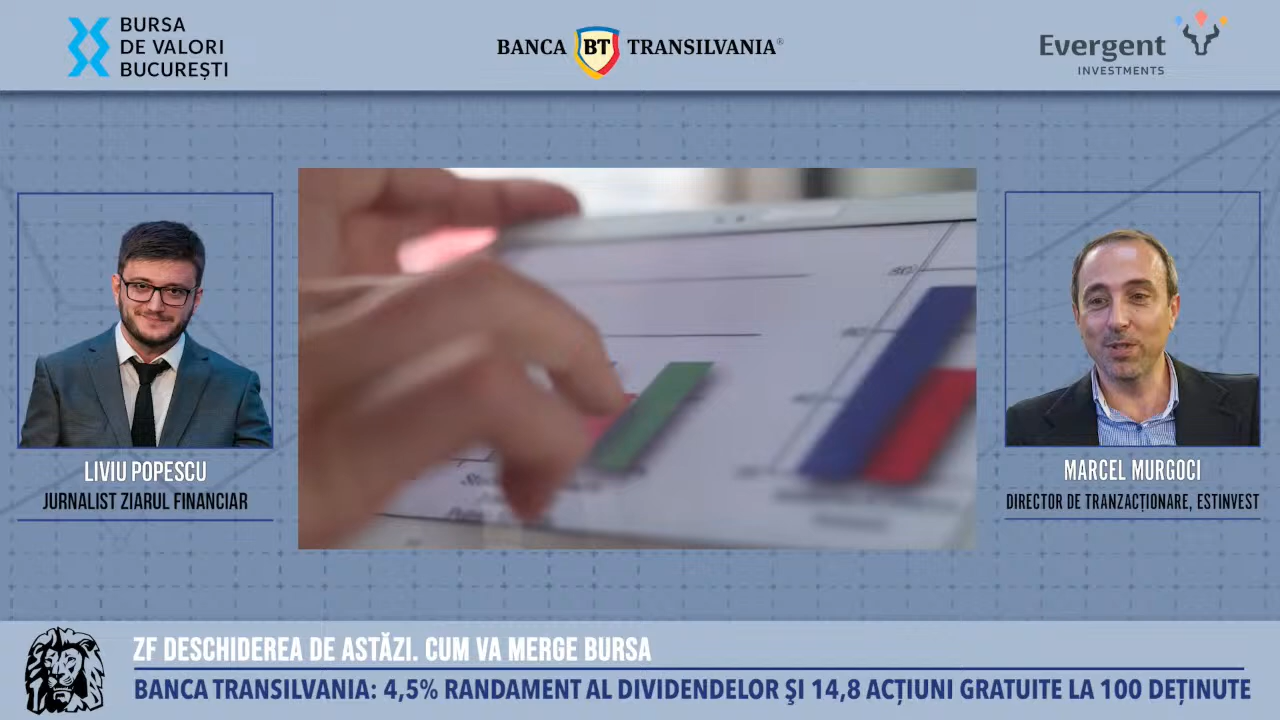 BURSA
DE VALORI
BUCUREȘTI
BANCA BT TRANSILVANIA®
Evergent
INVESTMENTS
LIVIU POPESCU
JURNALIST ZIARUL FINANCIAR
MARCEL MURGOCI
DIRECTOR DE TRANZACȚIONARE, ESTINVEST
ZF DESCHIDEREA DE ASTĂZI. CUM VA MERGE BURSA
BANCA TRANSILVANIA: 4,5% RANDAMENT AL DIVIDENDELOR ŞI 14,8 ACȚIUNI GRATUITE LA 100 DEȚINUTE